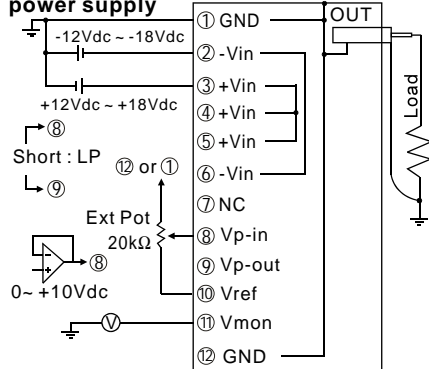 power supply
① GND
OUT
-12Vdc ~ -18Vdc
② -Vin
③ +Vin
+12Vdc ~ +18Vdc
④ +Vin
⑧
⑤ +Vin
Load
Short : LP
⑫ or ①
⑥ -Vin
⑨
⑦ NC
Ext Pot
20kΩ
⑧ Vp-in
⑧
⑨ Vp-out
- +
0~ +10Vdc
⑩ Vref
V
⑪ Vmon
⑫ GND